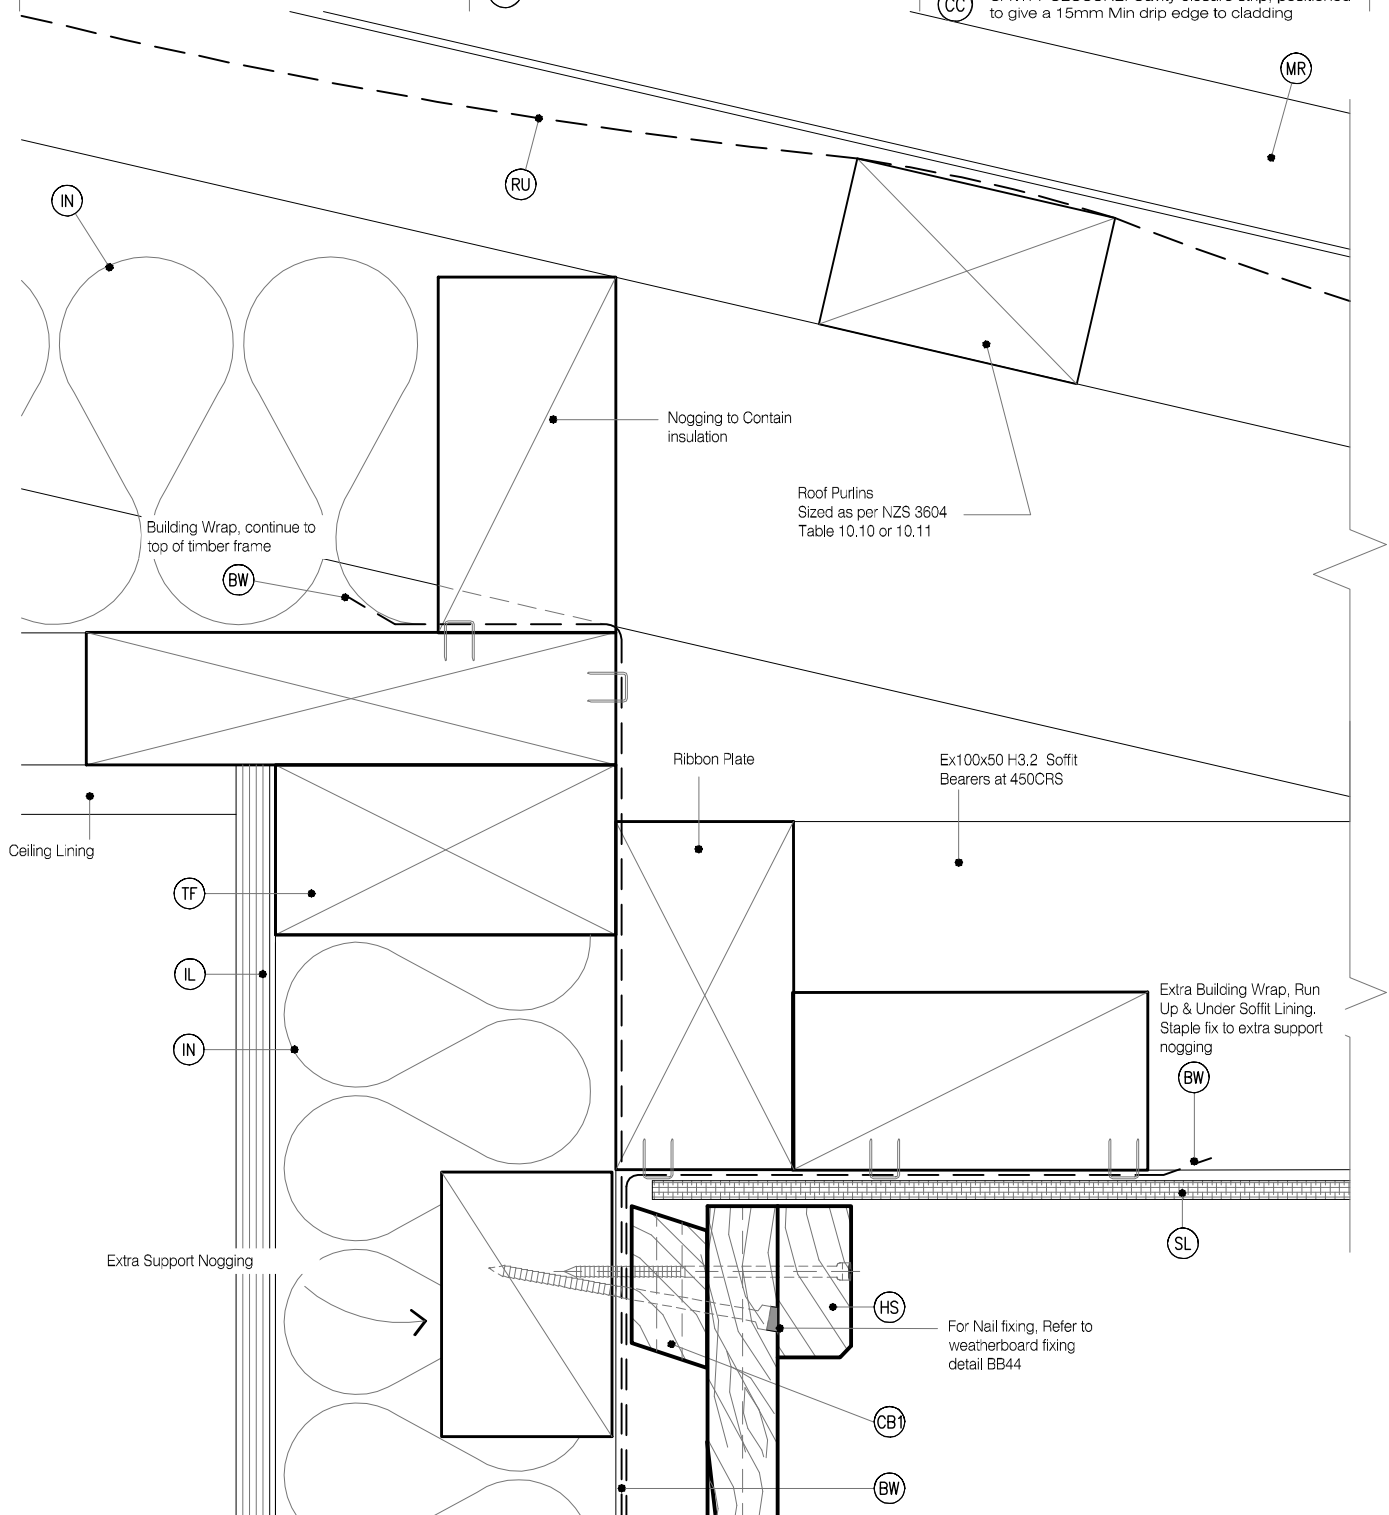 CC
to give a 15mm Min drip edge to cladding
MR
RU
IN
Nogging to Contain
insulation
Roof Purlins
Sized as per NZS 3604
Table 10.10 or 10.11
Building Wrap, continue to
top of timber frame
BW
Ribbon Plate
Ex100x50 H3.2 Soffit
Bearers at 450CRS
Ceiling Lining
TF
IL
IN
Extra Building Wrap, Run
Up & Under Soffit Lining.
Staple fix to extra support
nogging
BW
SL
Extra Support Nogging
HS
For Nail fixing, Refer to
weatherboard fixing
detail BB44
CB1
BW